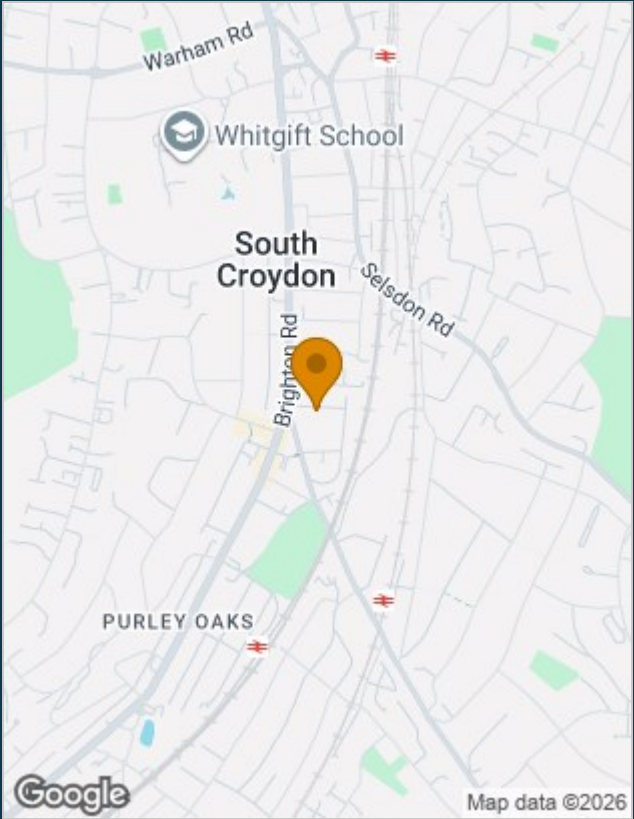 Warham Rd
Whitgift School
South
Croydon
Selsdon Rd
Brighton Rd
PURLEY OAKS
Google
Map data ©2026